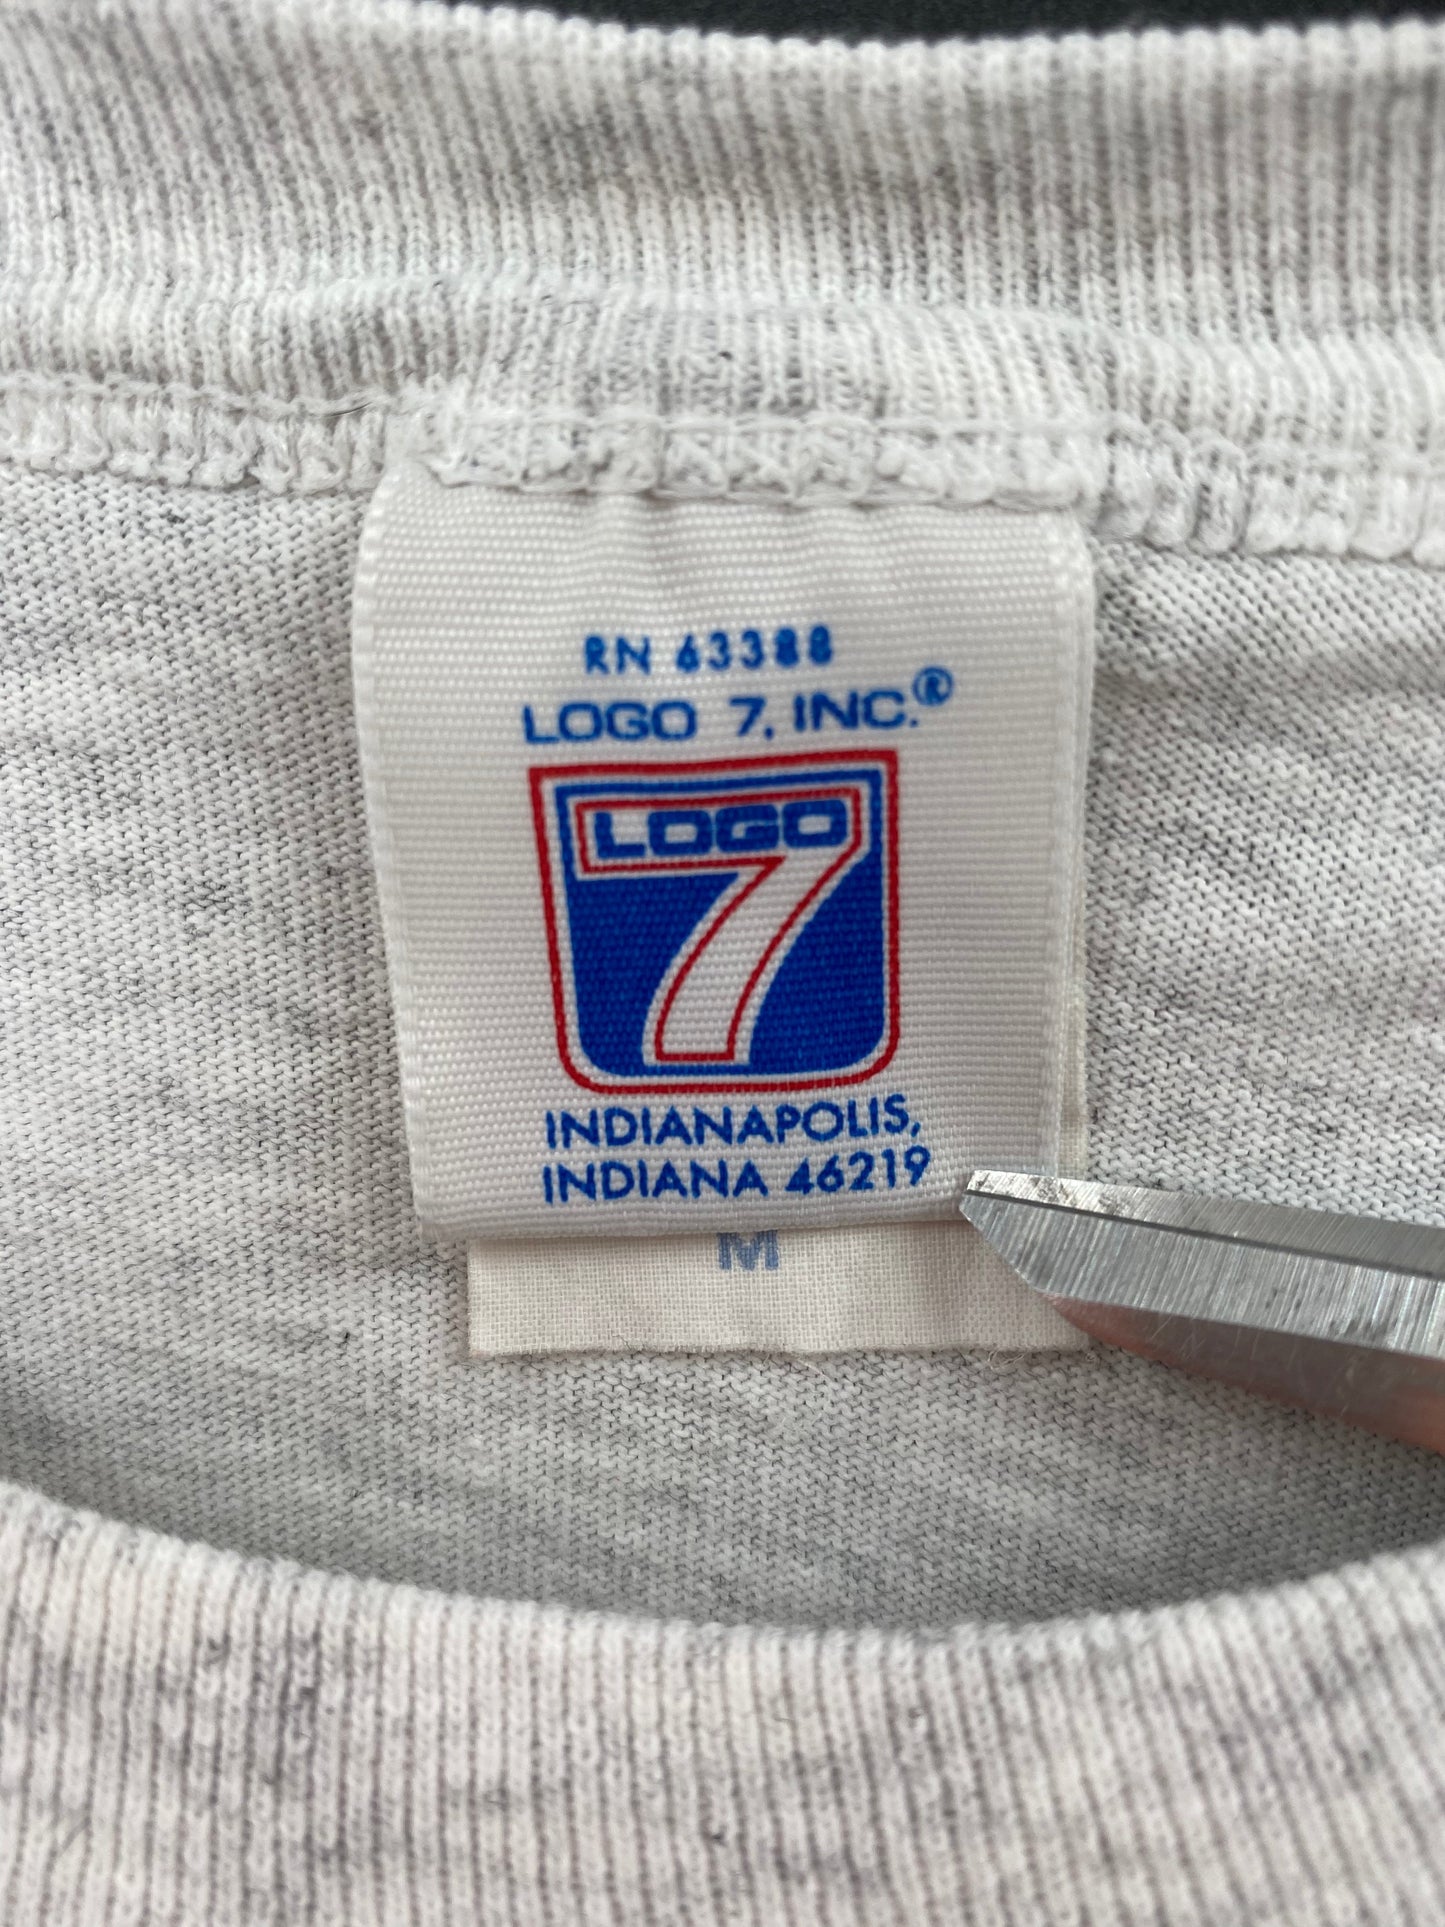 RN 63388
LOGO 7, INC.®
LOGO
7
INDIANAPOLIS,
INDIANA 46219
M